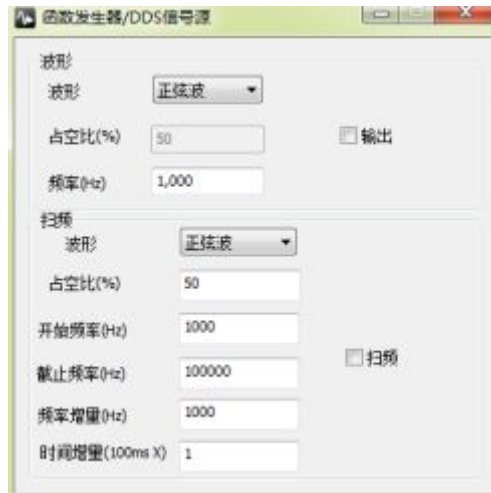 函数发生器/DDS信号源
波形
波形 正弦波
占空比(%) 50 输出
频率(Hz) 1,000
扫频
波形 正弦波
占空比(%) 50
开始频率(Hz) 1000
截止频率(Hz) 100000 扫频
频率增量(Hz) 1000
时间增量(100ms X) 1